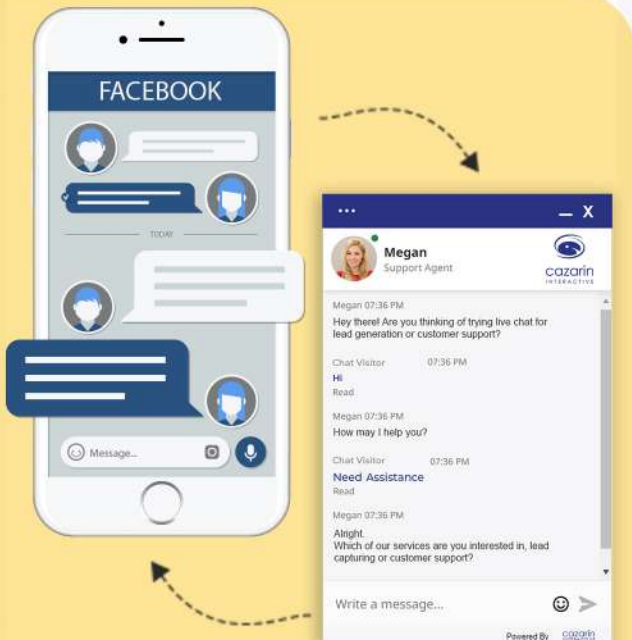 FACEBOOK
TODAY
Message...
... _ X
Megan
Support Agent
cazarin
INTERACTIVE
Megan 07:36 PM
Hey there! Are you thinking of trying live chat for
lead generation or customer support?
Chat Visitor 07:36 PM
Hi
Read
Megan 07:36 PM
How may I help you?
Chat Visitor 07:36 PM
Need Assistance
Read
Megan 07:36 PM
Alright.
Which of our services are you interested in, lead
capturing or customer support?
Write a message...
Powered By cazarin